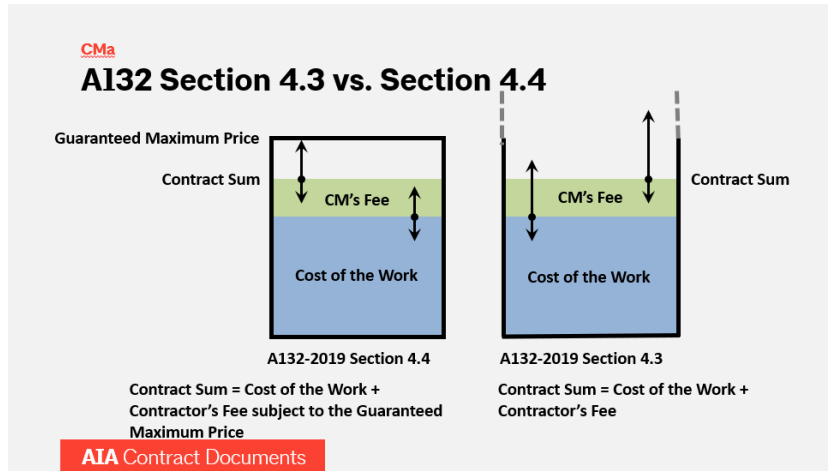 CMa
A132 Section 4.3 vs. Section 4.4
Guaranteed Maximum Price
Contract Sum
CM's Fee
Cost of the Work
CM's Fee
Contract Sum
Cost of the Work
A132-2019 Section 4.4
Contract Sum = Cost of the Work +
Contractor's Fee subject to the Guaranteed
Maximum Price
A132-2019 Section 4.3
Contract Sum = Cost of the Work +
Contractor's Fee
AIA Contract Documents